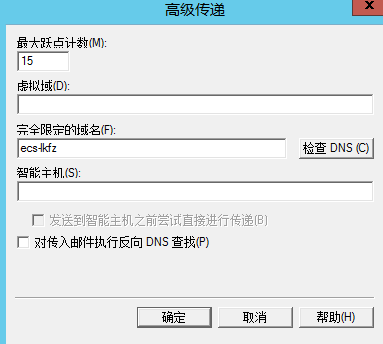 高级传递
x
最大跃点计数(M):
15
虚拟域(D):
完全限定的域名(F):
ecs-lkfz
检查 DNS (C)
智能主机(S):
发送到智能主机之前尝试直接进行传递(B)
对传入邮件执行反向 DNS 查找(P)
确定
取消
帮助(H)